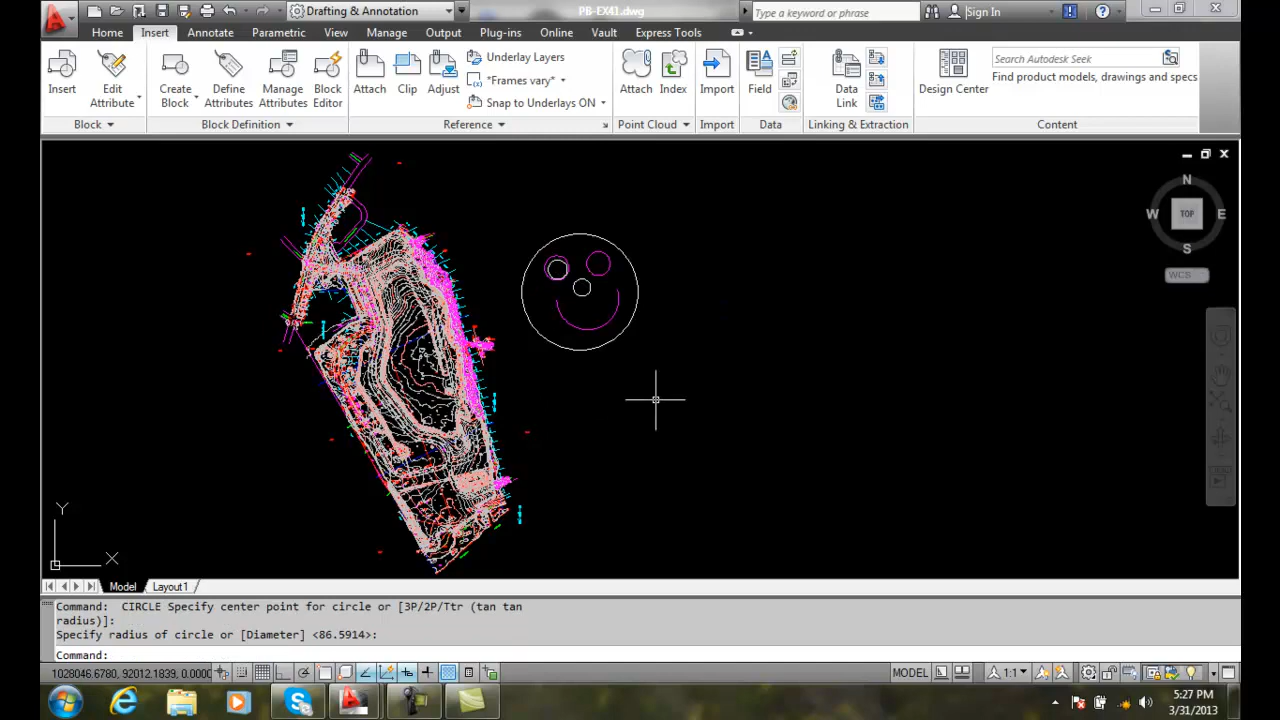 Drafting & Annotation
PB-EX41.dwg
Type a keyword or phrase
Sign In
Home Insert Annotate Parametric View Manage Output Plug-ins Online Vault Express Tools
Insert
Edit Attribute
Create Block
Define Attributes
Manage Attributes
Block Editor
Attach
Clip
Adjust
Underlay Layers
*Frames vary*
Snap to Underlays ON
Attach
Index
Import
Field
Data Link
Design Center
Search Autodesk Seek
Find product models, drawings and specs
Block
Block Definition
Reference
Point Cloud
Import
Data
Linking & Extraction
Content
N
W TOP E
S
WCS
Y
X
Model Layout1
Command: CIRCLE Specify center point for circle or [3P/2P/Ttr (tan tan
radius)]:
Specify radius of circle or [Diameter] <86.5914>:
Command:
1028046.6780, 92012.1839, 0.0000
MODEL
1:1
5:27 PM
3/31/2013